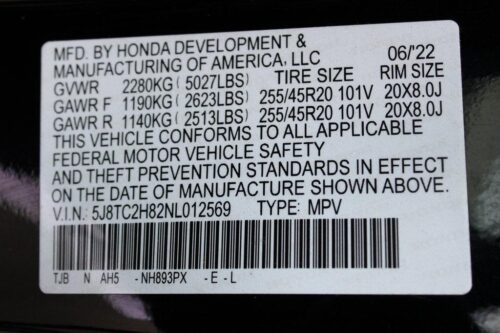 MFD. BY HONDA DEVELOPMENT &
MANUFACTURING OF AMERICA, LLC 06/'22
GVWR 2280KG (5027LBS) TIRE SIZE RIM SIZE
GAWR F 1190KG (2623LBS) 255/45R20 101V 20X8.0J
GAWR R 1140KG (2513LBS) 255/45R20 101V 20X8.0J
THIS VEHICLE CONFORMS TO ALL APPLICABLE
FEDERAL MOTOR VEHICLE SAFETY
AND THEFT PREVENTION STANDARDS IN EFFECT
ON THE DATE OF MANUFACTURE SHOWN ABOVE.
V.I.N.: 5J8TC2H82NL012569 TYPE: MPV
TJB N AH5 -NH893PX -E-L